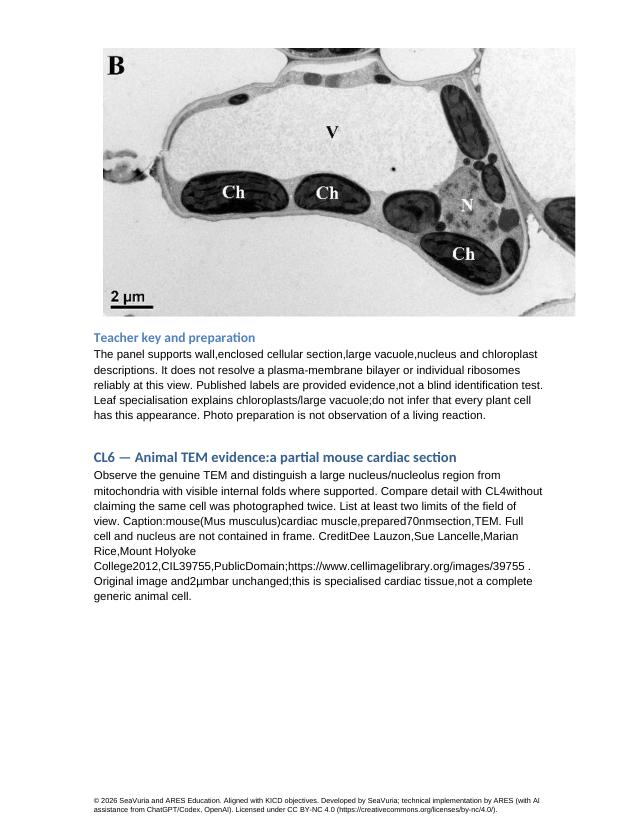 B
V
Ch
Ch
N
Ch
2 µm
Teacher key and preparation
The panel supports wall,enclosed cellular section,large vacuole,nucleus and chloroplast
descriptions. It does not resolve a plasma-membrane bilayer or individual ribosomes
reliably at this view. Published labels are provided evidence,not a blind identification test.
Leaf specialisation explains chloroplasts/large vacuole;do not infer that every plant cell
has this appearance. Photo preparation is not observation of a living reaction.
CL6 — Animal TEM evidence:a partial mouse cardiac section
Observe the genuine TEM and distinguish a large nucleus/nucleolus region from
mitochondria with visible internal folds where supported. Compare detail with CL4without
claiming the same cell was photographed twice. List at least two limits of the field of
view. Caption:mouse(Mus musculus)cardiac muscle,prepared70nmsection,TEM. Full
cell and nucleus are not contained in frame. CreditDee Lauzon,Sue Lancelle,Marian
Rice,Mount Holyoke
College2012,CIL39755,PublicDomain;https://www.cellimagelibrary.org/images/39755 .
Original image and2µmbar unchanged;this is specialised cardiac tissue,not a complete
generic animal cell.
© 2026 SeaVuria and ARES Education. Aligned with KICD objectives. Developed by SeaVuria; technical implementation by ARES (with AI
assistance from ChatGPT/Codex, OpenAI). Licensed under CC BY-NC 4.0 (https://creativecommons.org/licenses/by-nc/4.0/).